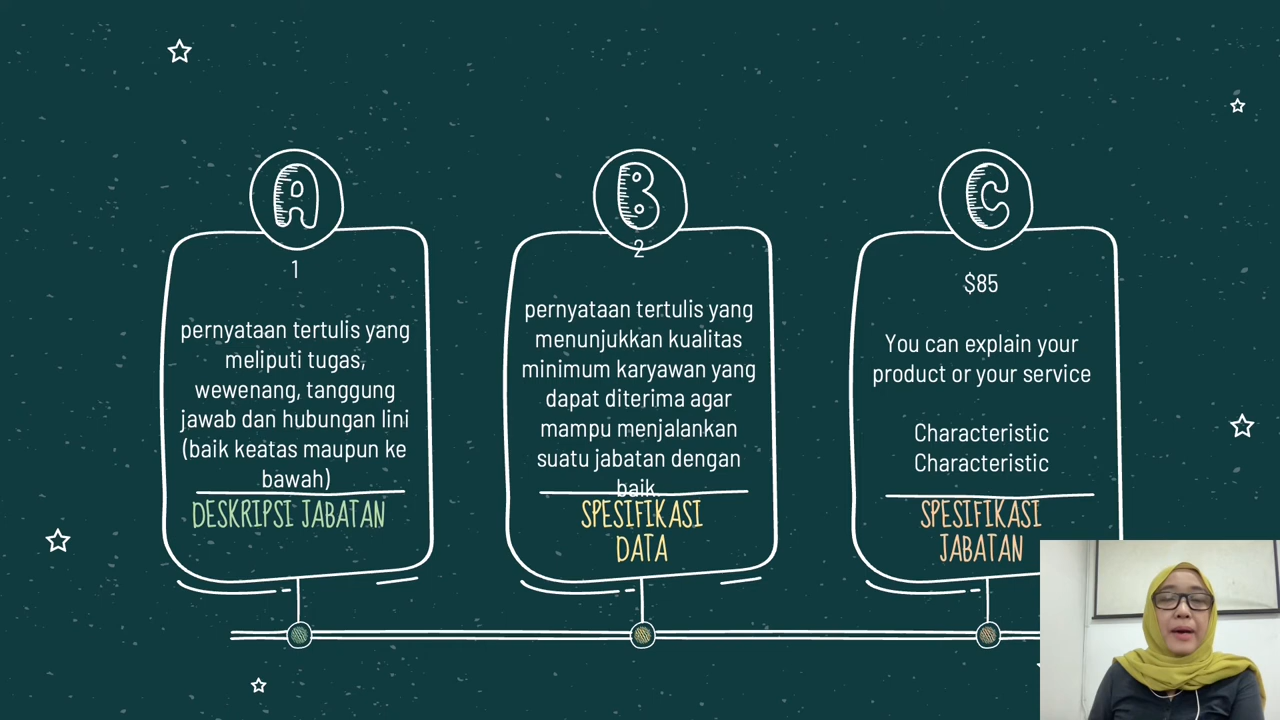 A
1
pernyataan tertulis yang
meliputi tugas,
wewenang, tanggung
jawab dan hubungan lini
(baik keatas maupun ke
bawah)
DESKRIPSI JABATAN
B
2
pernyataan tertulis yang
menunjukkan kualitas
minimum karyawan yang
dapat diterima agar
mampu menjalankan
suatu jabatan dengan
baik.
SPESIFIKASI
DATA
C
$85
You can explain your
product or your service
Characteristic
Characteristic
SPESIFIKASI
JABATAN